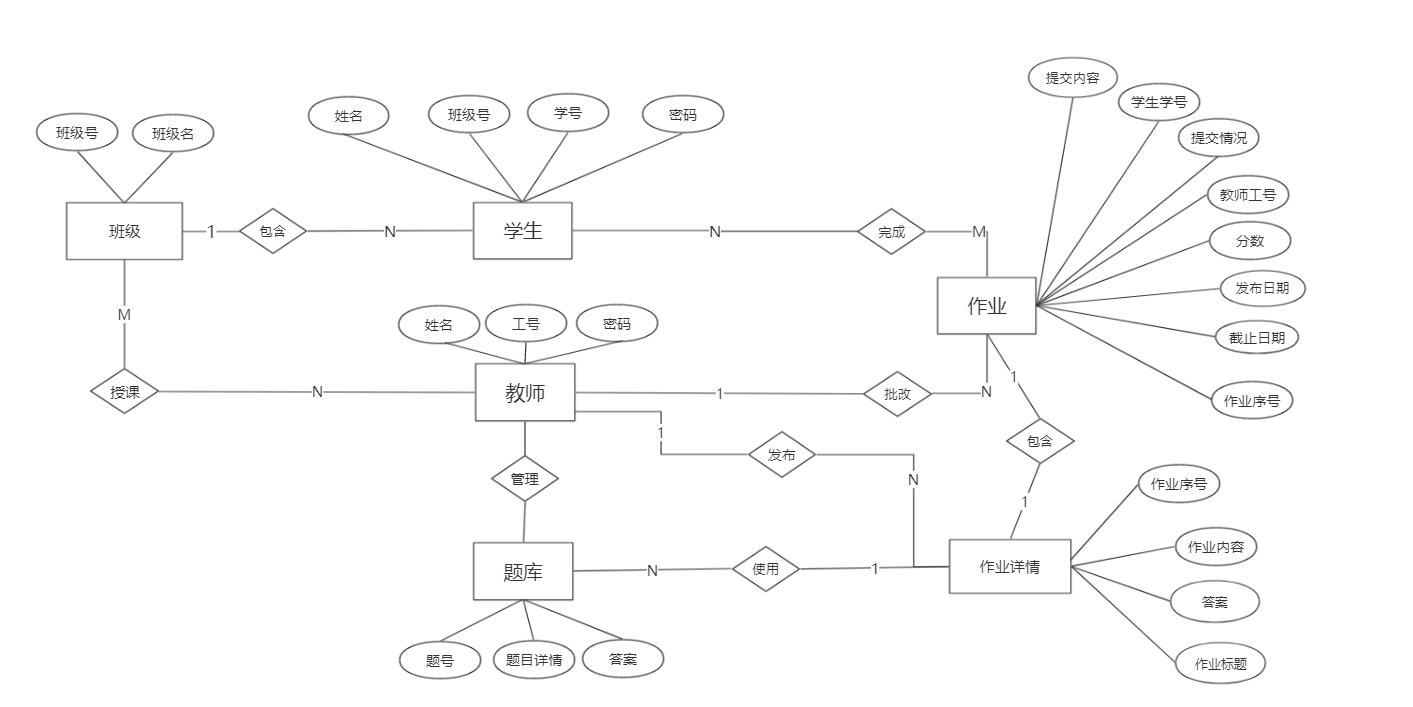 提交内容
学生学号
提交情况
教师工号
分数
发布日期
截止日期
作业序号
班级号
班级名
姓名
班级号
学号
密码
班级
1
包含
N
学生
N
完成
M
作业
M
授课
N
姓名
工号
密码
教师
1
批改
N
1
包含
1
1
发布
N
管理
题库
N
使用
1
作业详情
作业序号
作业内容
答案
作业标题
题号
题目详情
答案